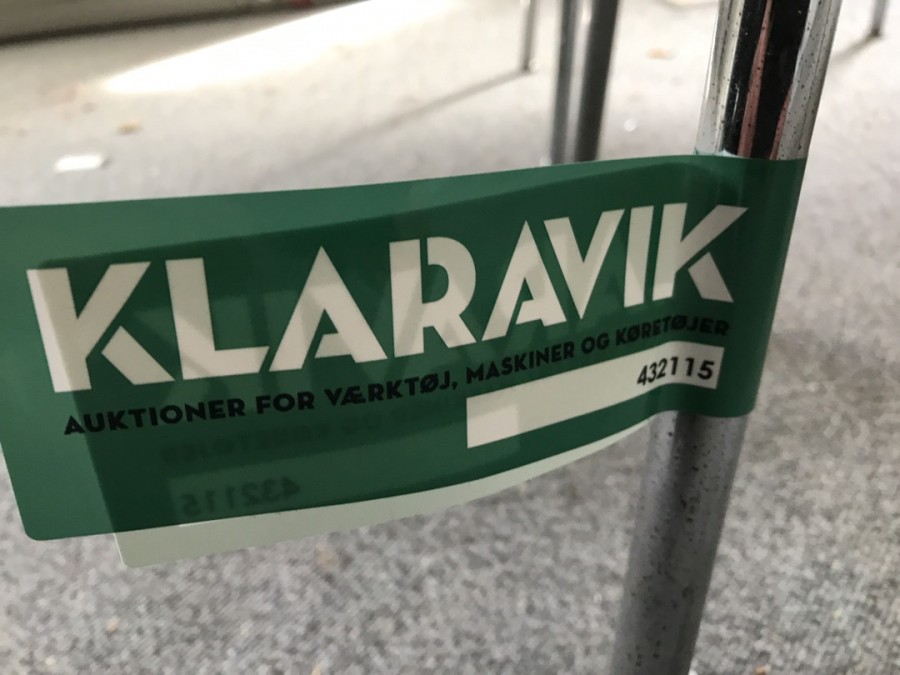 KLARAVIK
AUKTIONER FOR VÆRKTØJ, MASKINER OG KØRETØJER
432115